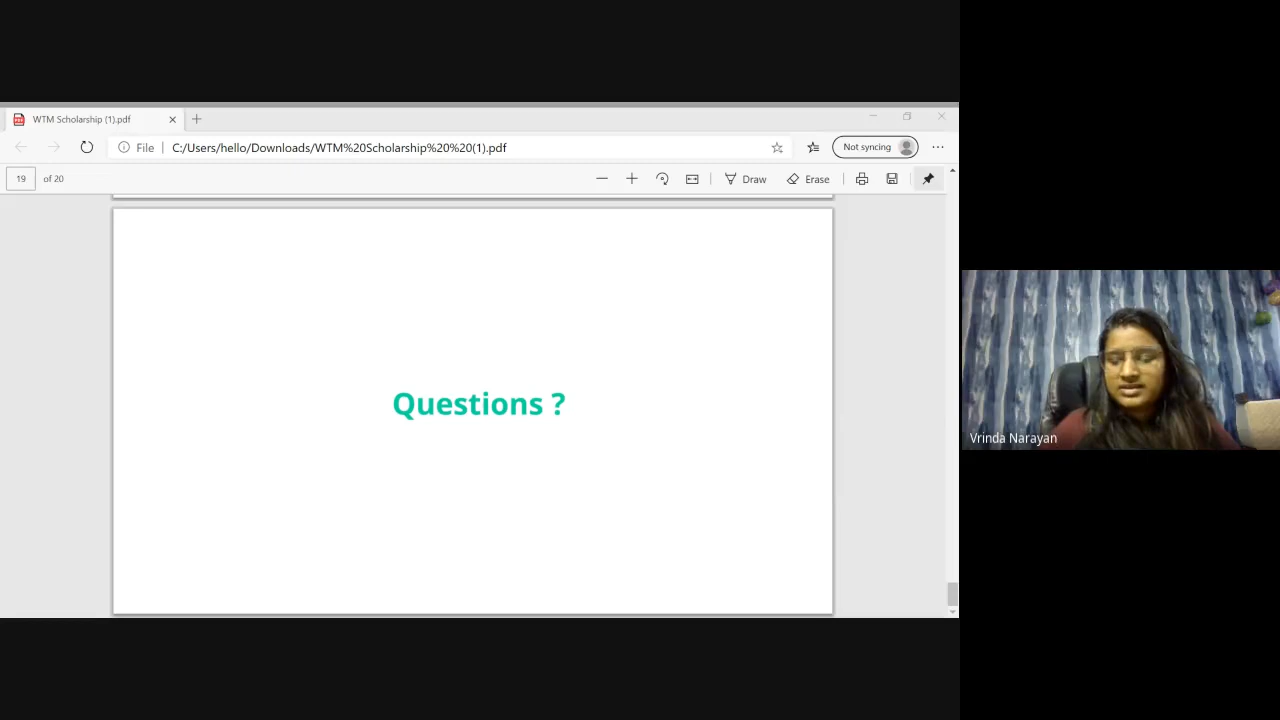 WTM Scholarship (1).pdf
File
C:/Users/hello/Downloads/WTM%20Scholarship%20%20(1).pdf
Not syncing
19 of 20
Draw
Erase
Questions ?
Vrinda Narayan